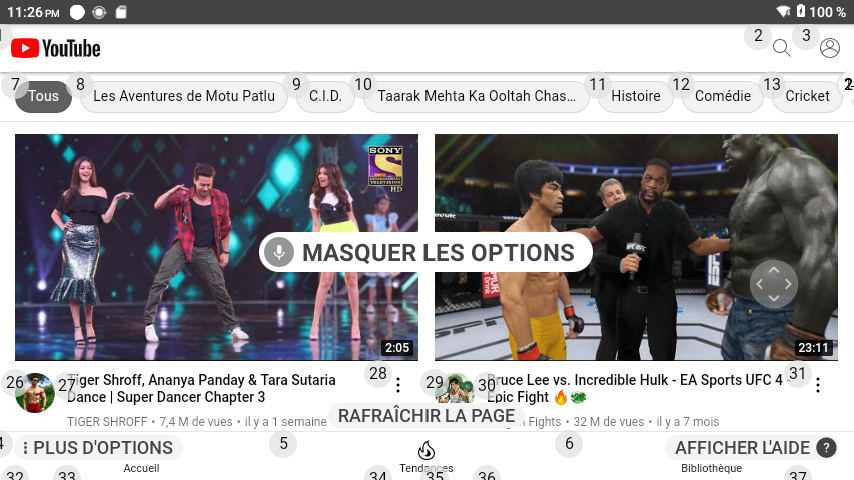 11:26 PM
100 %
YouTube
2
3
7
Tous
8
Les Aventures de Motu Patlu
9
C.I.D.
10
Taarak Mehta Ka Ooltah Chas...
11
Histoire
12
Comédie
13
Cricket
SONY
HD
MASQUER LES OPTIONS
2:05
23:11
26
27
Tiger Shroff, Ananya Panday & Tara Sutaria
Dance | Super Dancer Chapter 3
TIGER SHROFF • 7,4 M de vues • il y a 1 semaine
28
29
30
Bruce Lee vs. Incredible Hulk - EA Sports UFC 4 -
Epic Fight 🔥🐲
Fights • 32 M de vues • il y a 7 mois
31
RAFRAÎCHIR LA PAGE
4
PLUS D'OPTIONS
5
6
AFFICHER L'AIDE ?
Accueil
Tendances
Bibliothèque
32
33
34
35
36
37